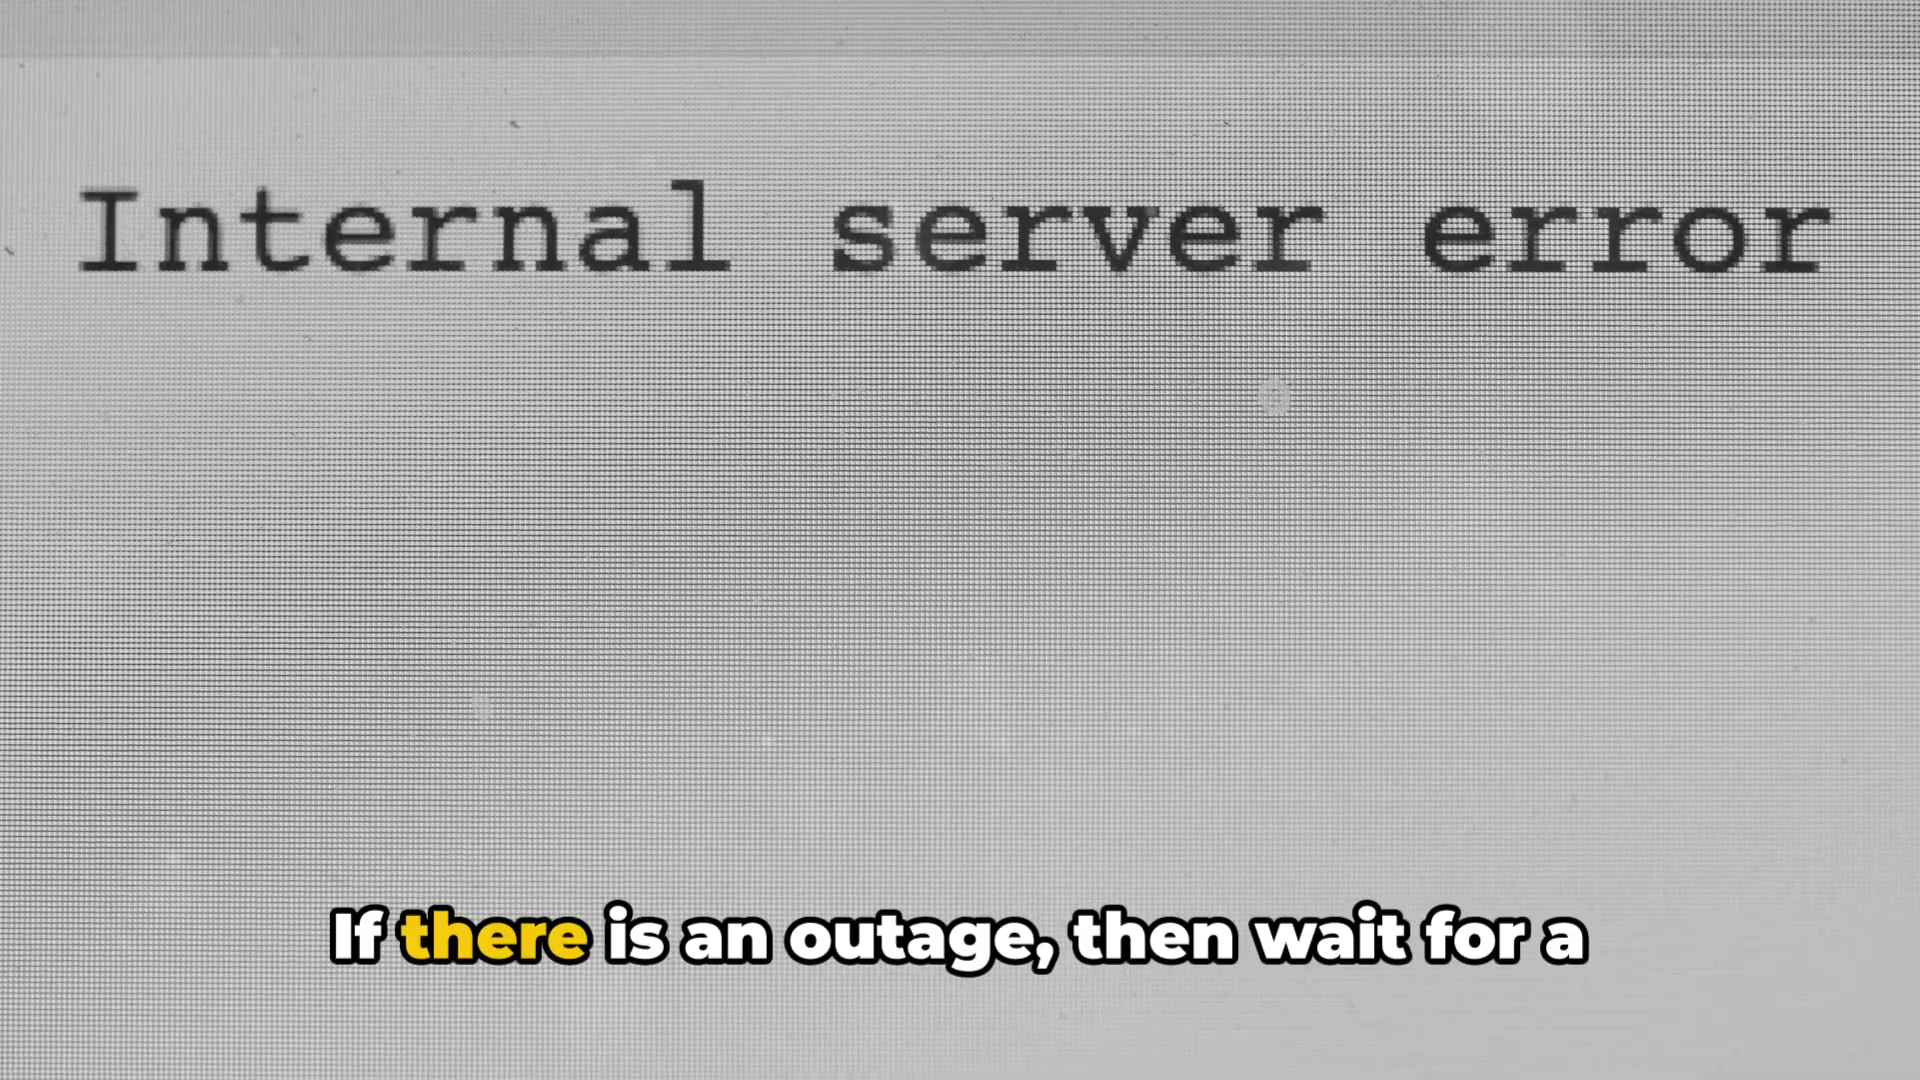 Internal server error
If there is an outage, then wait for a